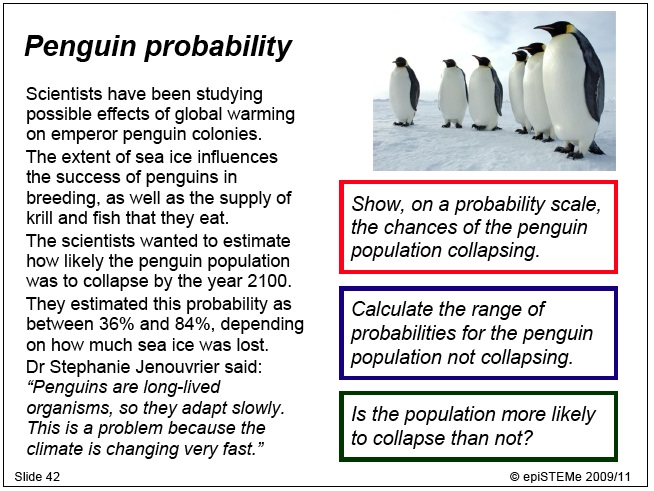 Penguin probability
Scientists have been studying
possible effects of global warming
on emperor penguin colonies.
The extent of sea ice influences
the success of penguins in
breeding, as well as the supply of
krill and fish that they eat.
The scientists wanted to estimate
how likely the penguin population
was to collapse by the year 2100.
They estimated this probability as
between 36% and 84%, depending
on how much sea ice was lost.
Dr Stephanie Jenouvrier said:
“Penguins are long-lived
organisms, so they adapt slowly.
This is a problem because the
climate is changing very fast.”
Show, on a probability scale,
the chances of the penguin
population collapsing.
Calculate the range of
probabilities for the penguin
population not collapsing.
Is the population more likely
to collapse than not?
Slide 42
© epiSTEMe 2009/11